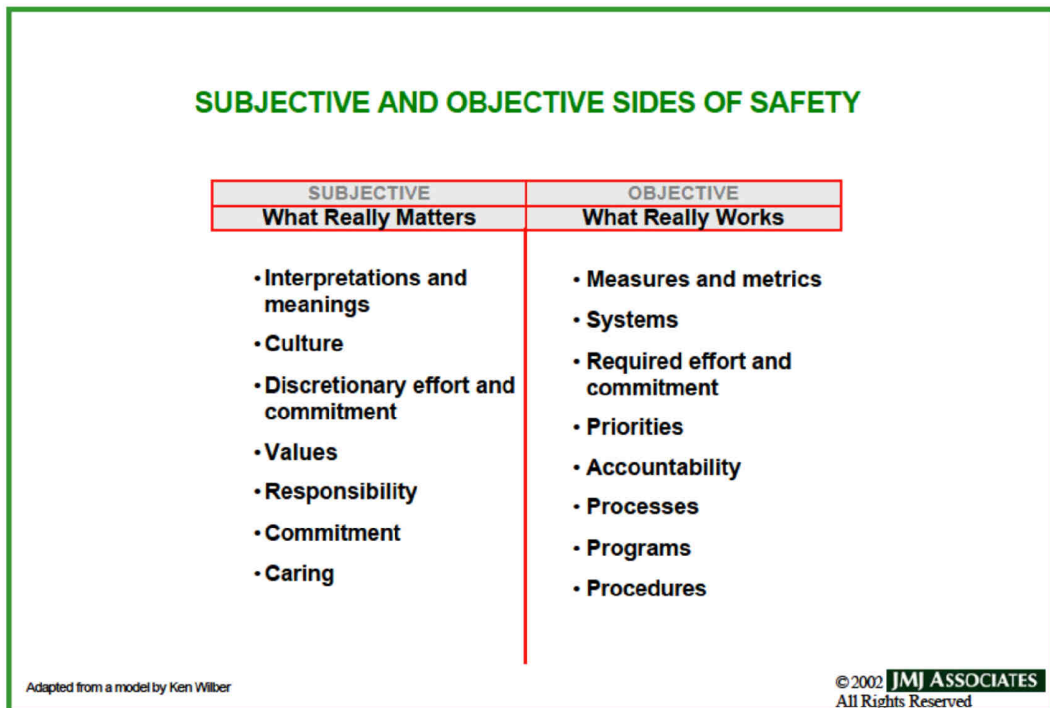 SUBJECTIVE AND OBJECTIVE SIDES OF SAFETY
SUBJECTIVE
What Really Matters
• Interpretations and
meanings
• Culture
• Discretionary effort and
commitment
• Values
• Responsibility
• Commitment
• Caring
OBJECTIVE
What Really Works
• Measures and metrics
• Systems
• Required effort and
commitment
• Priorities
• Accountability
• Processes
• Programs
• Procedures
Adapted from a model by Ken Wilber
© 2002 JMJ ASSOCIATES
All Rights Reserved